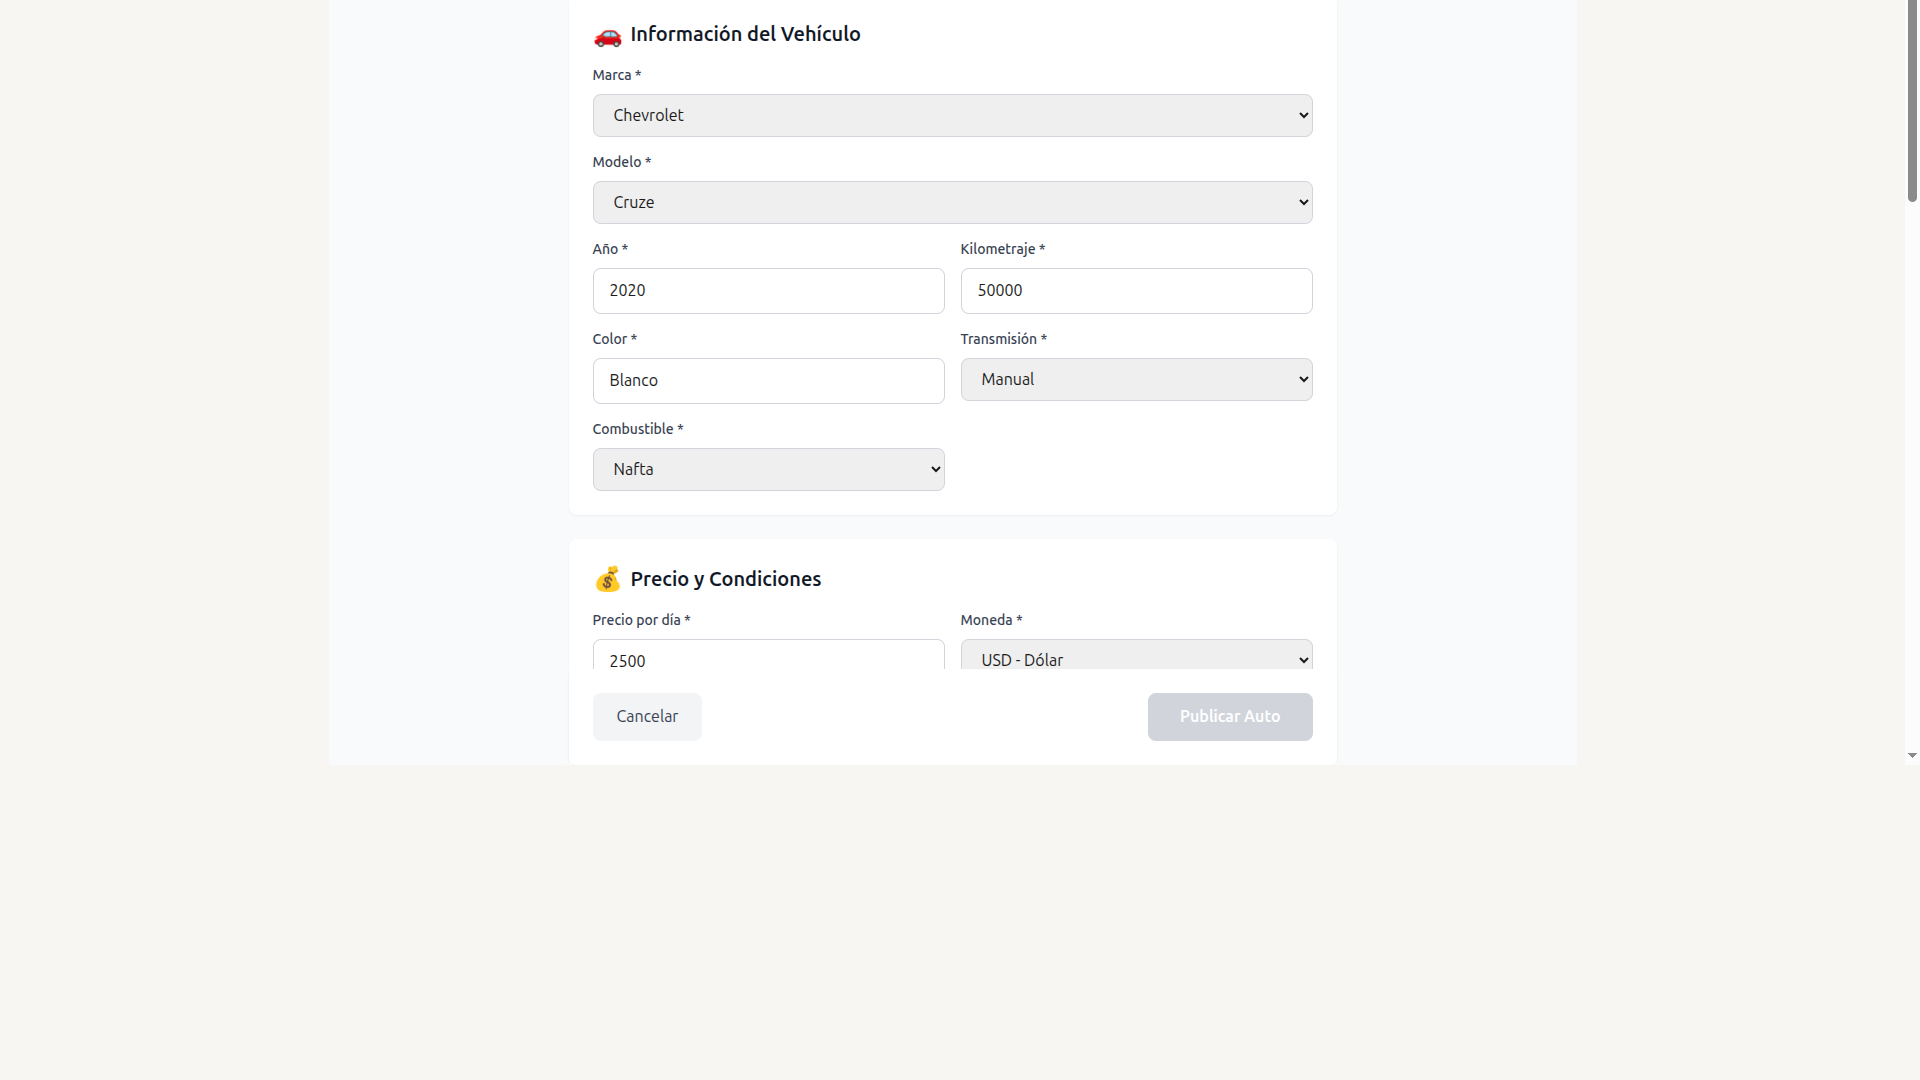 Información del Vehículo
Marca *
Chevrolet
Modelo *
Cruze
Año *
Kilometraje *
2020
50000
Color *
Transmisión *
Blanco
Manual
Combustible *
Nafta
Precio y Condiciones
Precio por día *
Moneda *
2500
USD - Dólar
Cancelar
Publicar Auto